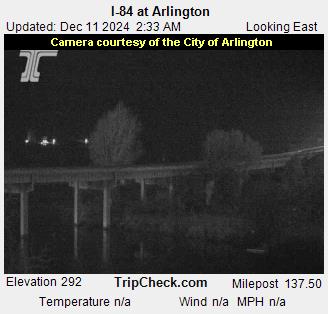 I-84 at Arlington
Updated: Dec 11 2024 2:33 AM Looking East
Camera courtesy of the City of Arlington
Elevation 292 TripCheck.com Milepost 137.50
Temperature n/a Wind n/a MPH n/a